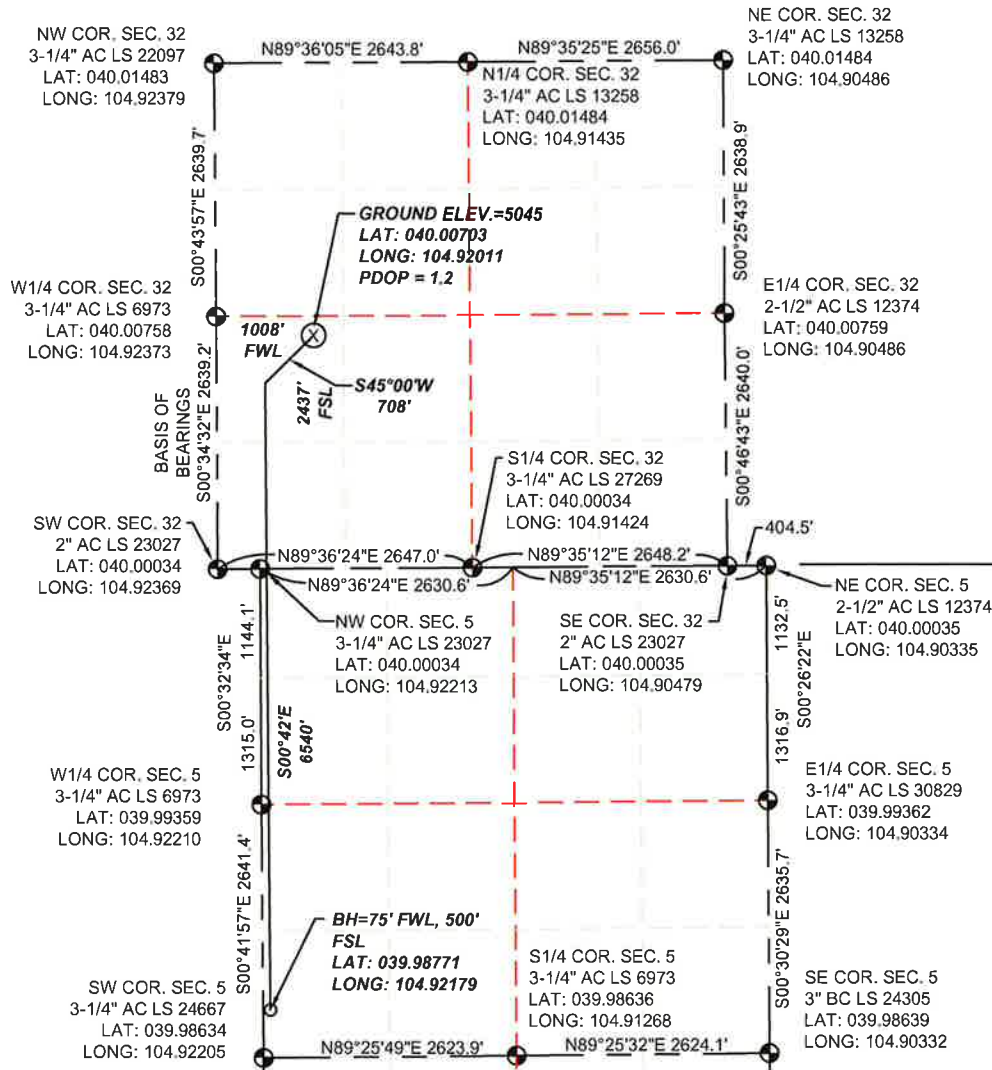 NW COR. SEC. 32
3-1/4" AC LS 22097
LAT: 040.01483
LONG: 104.92379
N89°36'05"E 2643.8'
N89°35'25"E 2656.0'
NE COR. SEC. 32
3-1/4" AC LS 13258
LAT: 040.01484
LONG: 104.90486
N1/4 COR. SEC. 32
3-1/4" AC LS 13258
LAT: 040.01484
LONG: 104.91435
S00°43'57"E 2639.7'
S00°25'43"E 2638.9'
GROUND ELEV.=5045
LAT: 040.00703
LONG: 104.92011
PDOP = 1.2
W1/4 COR. SEC. 32
3-1/4" AC LS 6973
LAT: 040.00758
LONG: 104.92373
E1/4 COR. SEC. 32
2-1/2" AC LS 12374
LAT: 040.00759
LONG: 104.90486
1008'
FWL
2437'
FSL
S45°00'W
708'
BASIS OF
BEARINGS
S00°34'32"E 2639.2'
S00°46'43"E 2640.0'
S1/4 COR. SEC. 32
3-1/4" AC LS 27269
LAT: 040.00034
LONG: 104.91424
SW COR. SEC. 32
2" AC LS 23027
LAT: 040.00034
LONG: 104.92369
404.5'
N89°36'24"E 2647.0'
N89°35'12"E 2648.2'
N89°36'24"E 2630.6'
N89°35'12"E 2630.6'
NE COR. SEC. 5
2-1/2" AC LS 12374
LAT: 040.00035
LONG: 104.90335
NW COR. SEC. 5
3-1/4" AC LS 23027
LAT: 040.00034
LONG: 104.92213
SE COR. SEC. 32
2" AC LS 23027
LAT: 040.00035
LONG: 104.90479
S00°32'34"E
1144.1'
1315.0'
S00°42'E
6540'
1132.5'
S00°26'22"E
1316.9'
W1/4 COR. SEC. 5
3-1/4" AC LS 6973
LAT: 039.99359
LONG: 104.92210
E1/4 COR. SEC. 5
3-1/4" AC LS 30829
LAT: 039.99362
LONG: 104.90334
S00°41'57"E 2641.4'
S00°30'29"E 2635.7'
BH=75' FWL, 500'
FSL
LAT: 039.98771
LONG: 104.92179
SW COR. SEC. 5
3-1/4" AC LS 24667
LAT: 039.98634
LONG: 104.92205
S1/4 COR. SEC. 5
3-1/4" AC LS 6973
LAT: 039.98636
LONG: 104.91268
SE COR. SEC. 5
3" BC LS 24305
LAT: 039.98639
LONG: 104.90332
N89°25'49"E 2623.9'
N89°25'32"E 2624.1'
X